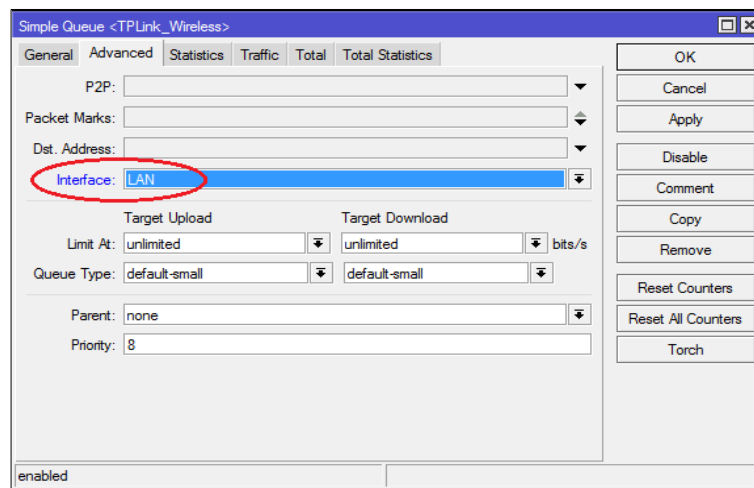 Simple Queue <TPLink_Wireless>
General Advanced Statistics Traffic Total Total Statistics
P2P:
Packet Marks:
Dst. Address:
Interface: LAN
Target Upload Target Download
Limit At: unlimited unlimited bits/s
Queue Type: default-small default-small
Parent: none
Priority: 8
enabled
OK
Cancel
Apply
Disable
Comment
Copy
Remove
Reset Counters
Reset All Counters
Torch